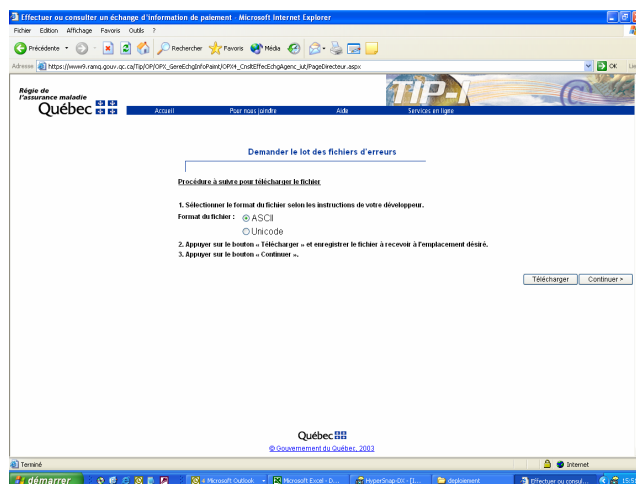 Effectuer ou consulter un échange d'information de paiement - Microsoft Internet Explorer
Fichier Edition Affichage Favoris Outils ?
Précédente Rechercher Favoris Média
Adresse https://www9.ramq.gouv.qc.ca/Tip/OP/OPX_GereEchgInfoPaimt/OPX4_CnsltEffecEchgAgenc_iut/PageDirecteur.aspx OK
Régie de
l'assurance maladie
Québec
TIP-I
Accueil Pour nous joindre Aide Services en ligne
Demander le lot des fichiers d'erreurs
Procédure à suivre pour télécharger le fichier
1. Sélectionner le format du fichier selon les instructions de votre développeur.
Format du fichier : ASCII
Unicode
2. Appuyer sur le bouton « Télécharger » et enregistrer le fichier à recevoir à l'emplacement désiré.
3. Appuyer sur le bouton « Continuer ».
Télécharger Continuer >
Québec
© Gouvernement du Québec, 2003
Terminé Internet
démarrer 4 Microsoft Outlook Microsoft Excel - D... HyperSnap-DX - [1... deploiement Effectuer ou consul...